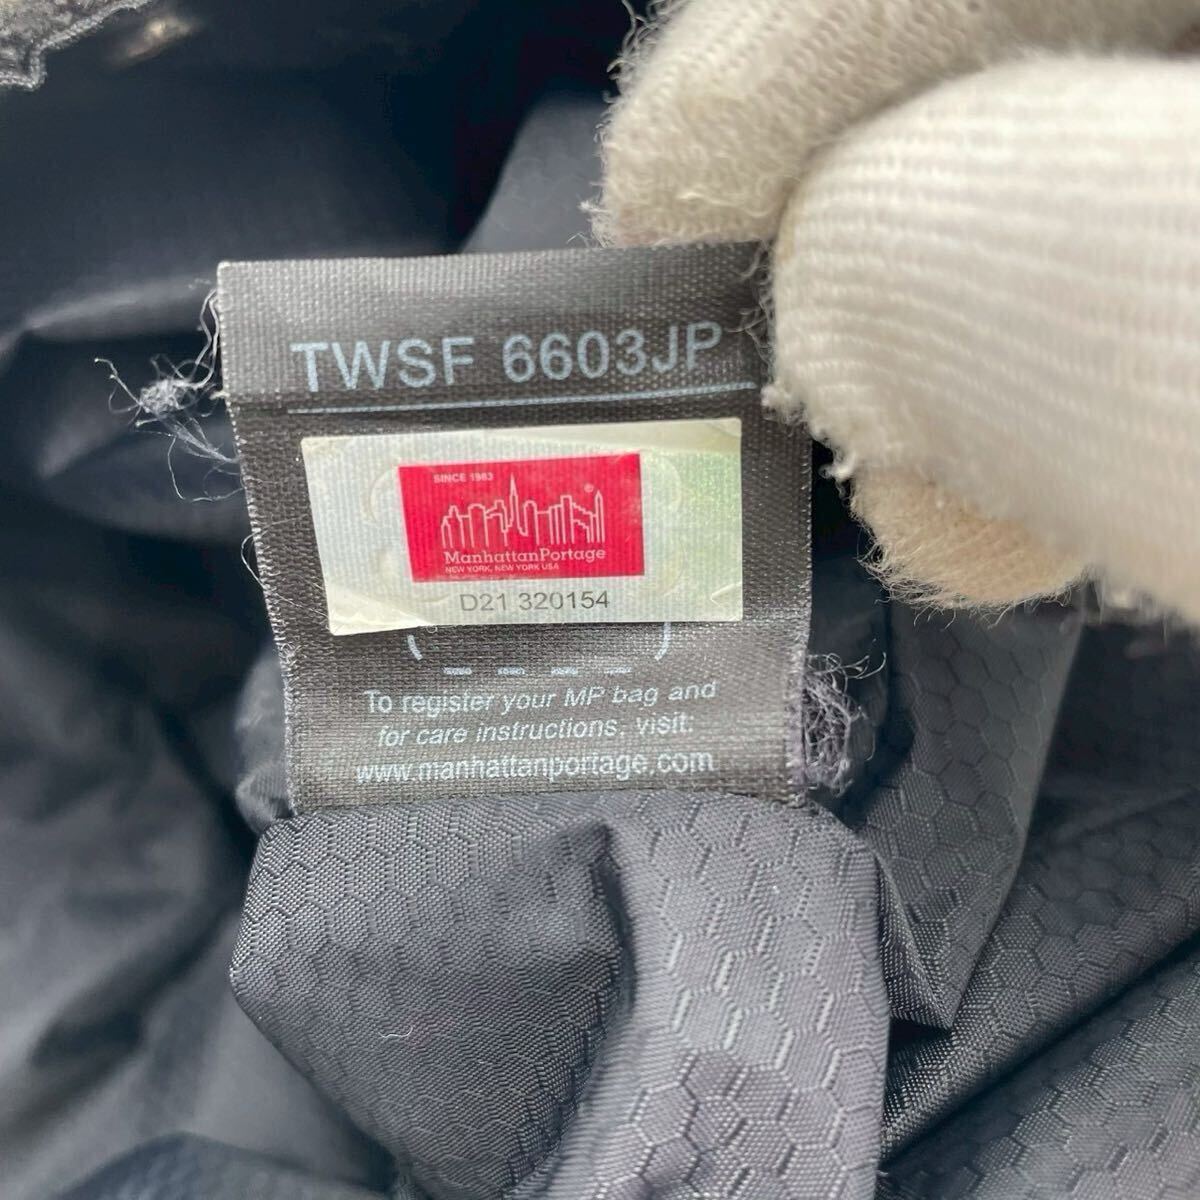 TWSF 6603JP
SINCE 1983
®
ManhattanPortage
NEW YORK, NEW YORK USA
D21 320154
To register your MP bag and
for care instructions, visit:
www.manhattanportage.com